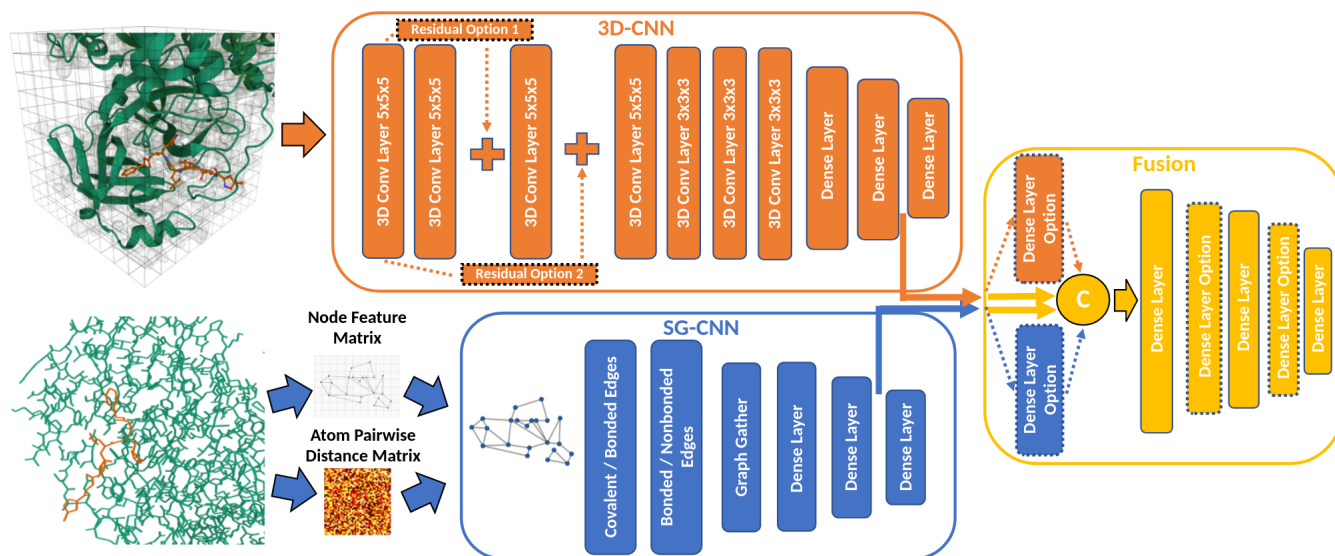 3D-CNN
Residual Option 1
3D Conv Layer 5x5x5
3D Conv Layer 5x5x5
3D Conv Layer 5x5x5
3D Conv Layer 5x5x5
3D Conv Layer 3x3x3
3D Conv Layer 3x3x3
3D Conv Layer 3x3x3
Dense Layer
Dense Layer
Dense Layer
Residual Option 2
Node Feature
Matrix
Atom Pairwise
Distance Matrix
SG-CNN
Covalent / Bonded Edges
Bonded / Nonbonded
Edges
Graph Gather
Dense Layer
Dense Layer
Dense Layer
Fusion
Dense Layer
Option
C
Dense Layer
Option
Dense Layer
Dense Layer Option
Dense Layer
Dense Layer Option
Dense Layer